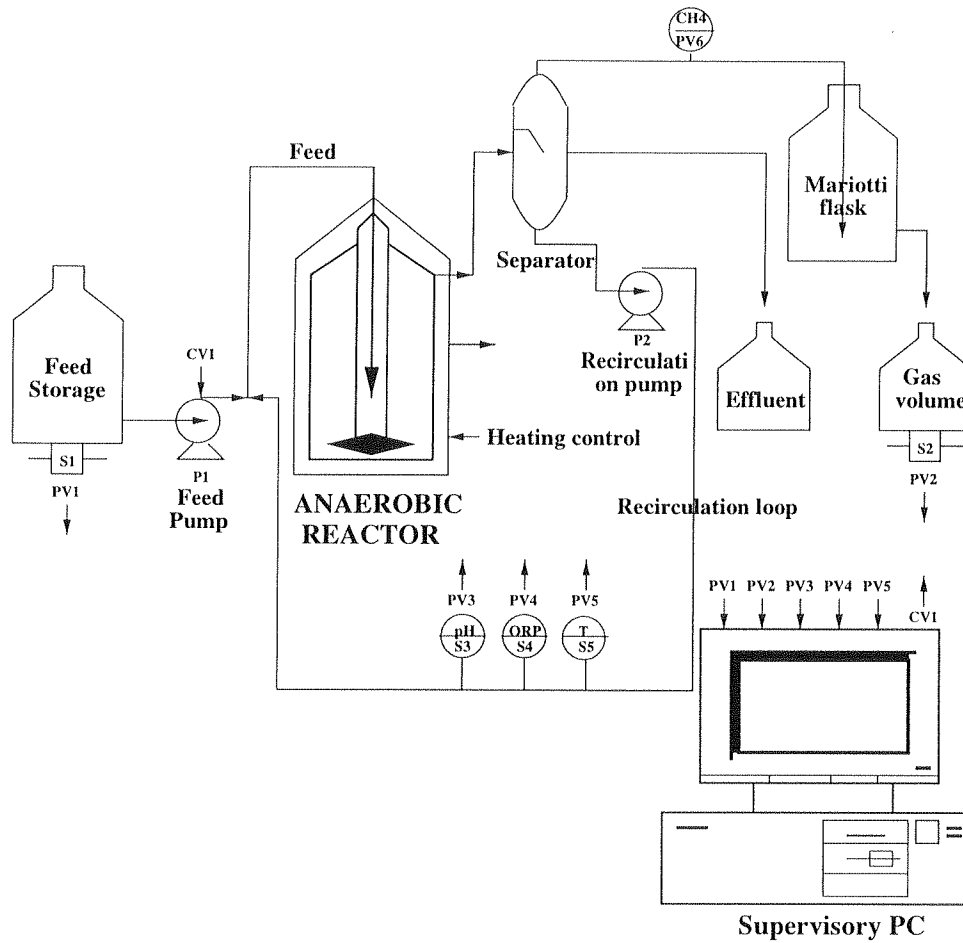 CH4
PV6
Feed
Mariotti
flask
Separator
Feed
Storage
CV1
P2
Recirculati
on pump
Effluent
Gas
volume
S1
PV1
P1
Feed
Pump
Heating control
S2
PV2
ANAEROBIC
REACTOR
Recirculation loop
PV3 PV4 PV5
pH
S3
ORP
S4
T
S5
PV1 PV2 PV3 PV4 PV5
CV1
Supervisory PC